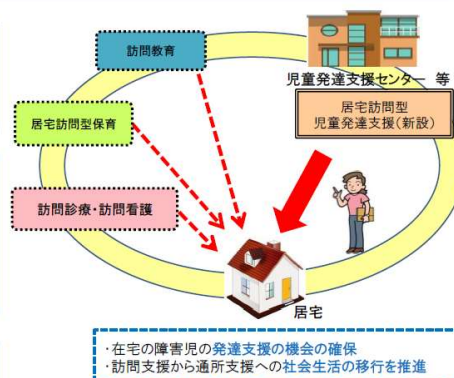 訪問教育
児童発達支援センター 等
居宅訪問型
児童発達支援(新設)
居宅訪問型保育
訪問診療・訪問看護
居宅
・在宅の障害児の発達支援の機会の確保
・訪問支援から通所支援への社会生活の移行を推進